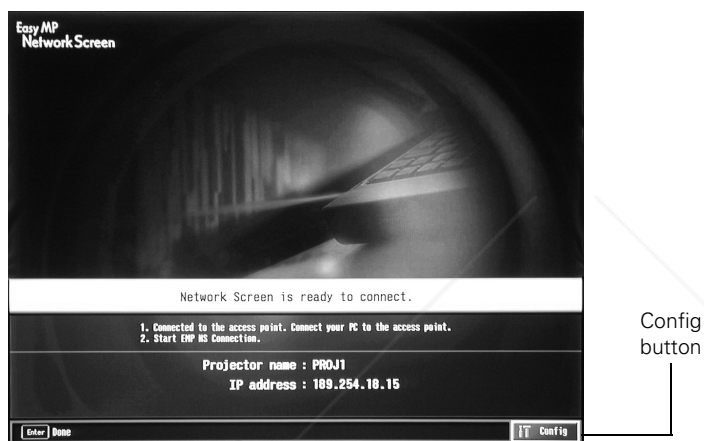 Easy MP
Network Screen
Network Screen is ready to connect.
1. Connected to the access point. Connect your PC to the access point.
2. Start EMP NS Connection.
Projector name : PROJ1
IP address : 189.254.18.15
Enter Done
Config
Config
button